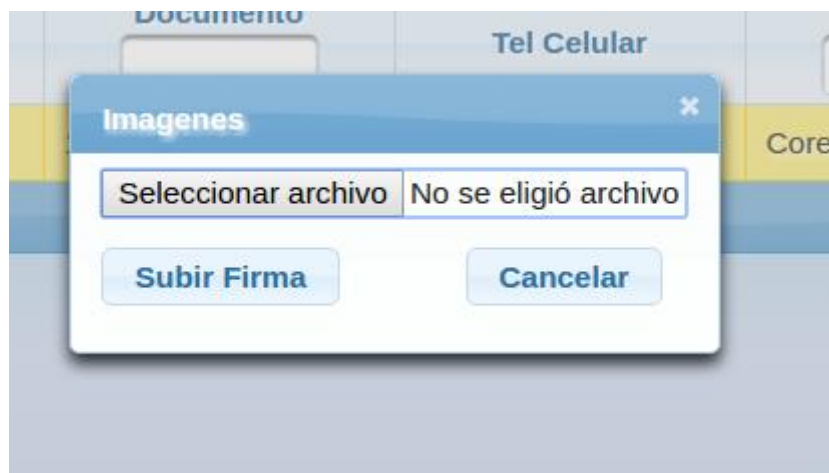 Documento
Tel Celular
Imagenes
Core
Seleccionar archivo No se eligió archivo
Subir Firma
Cancelar